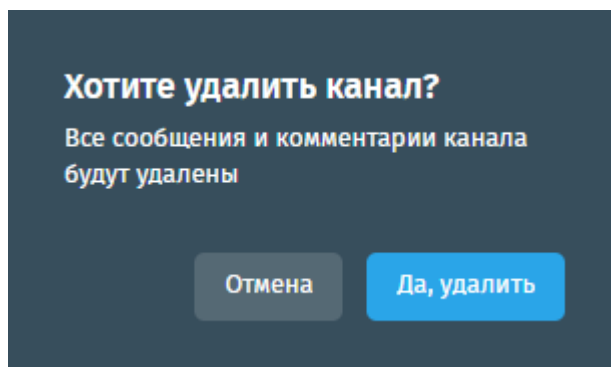 Хотите удалить канал?
Все сообщения и комментарии канала
будут удалены
Отмена
Да, удалить